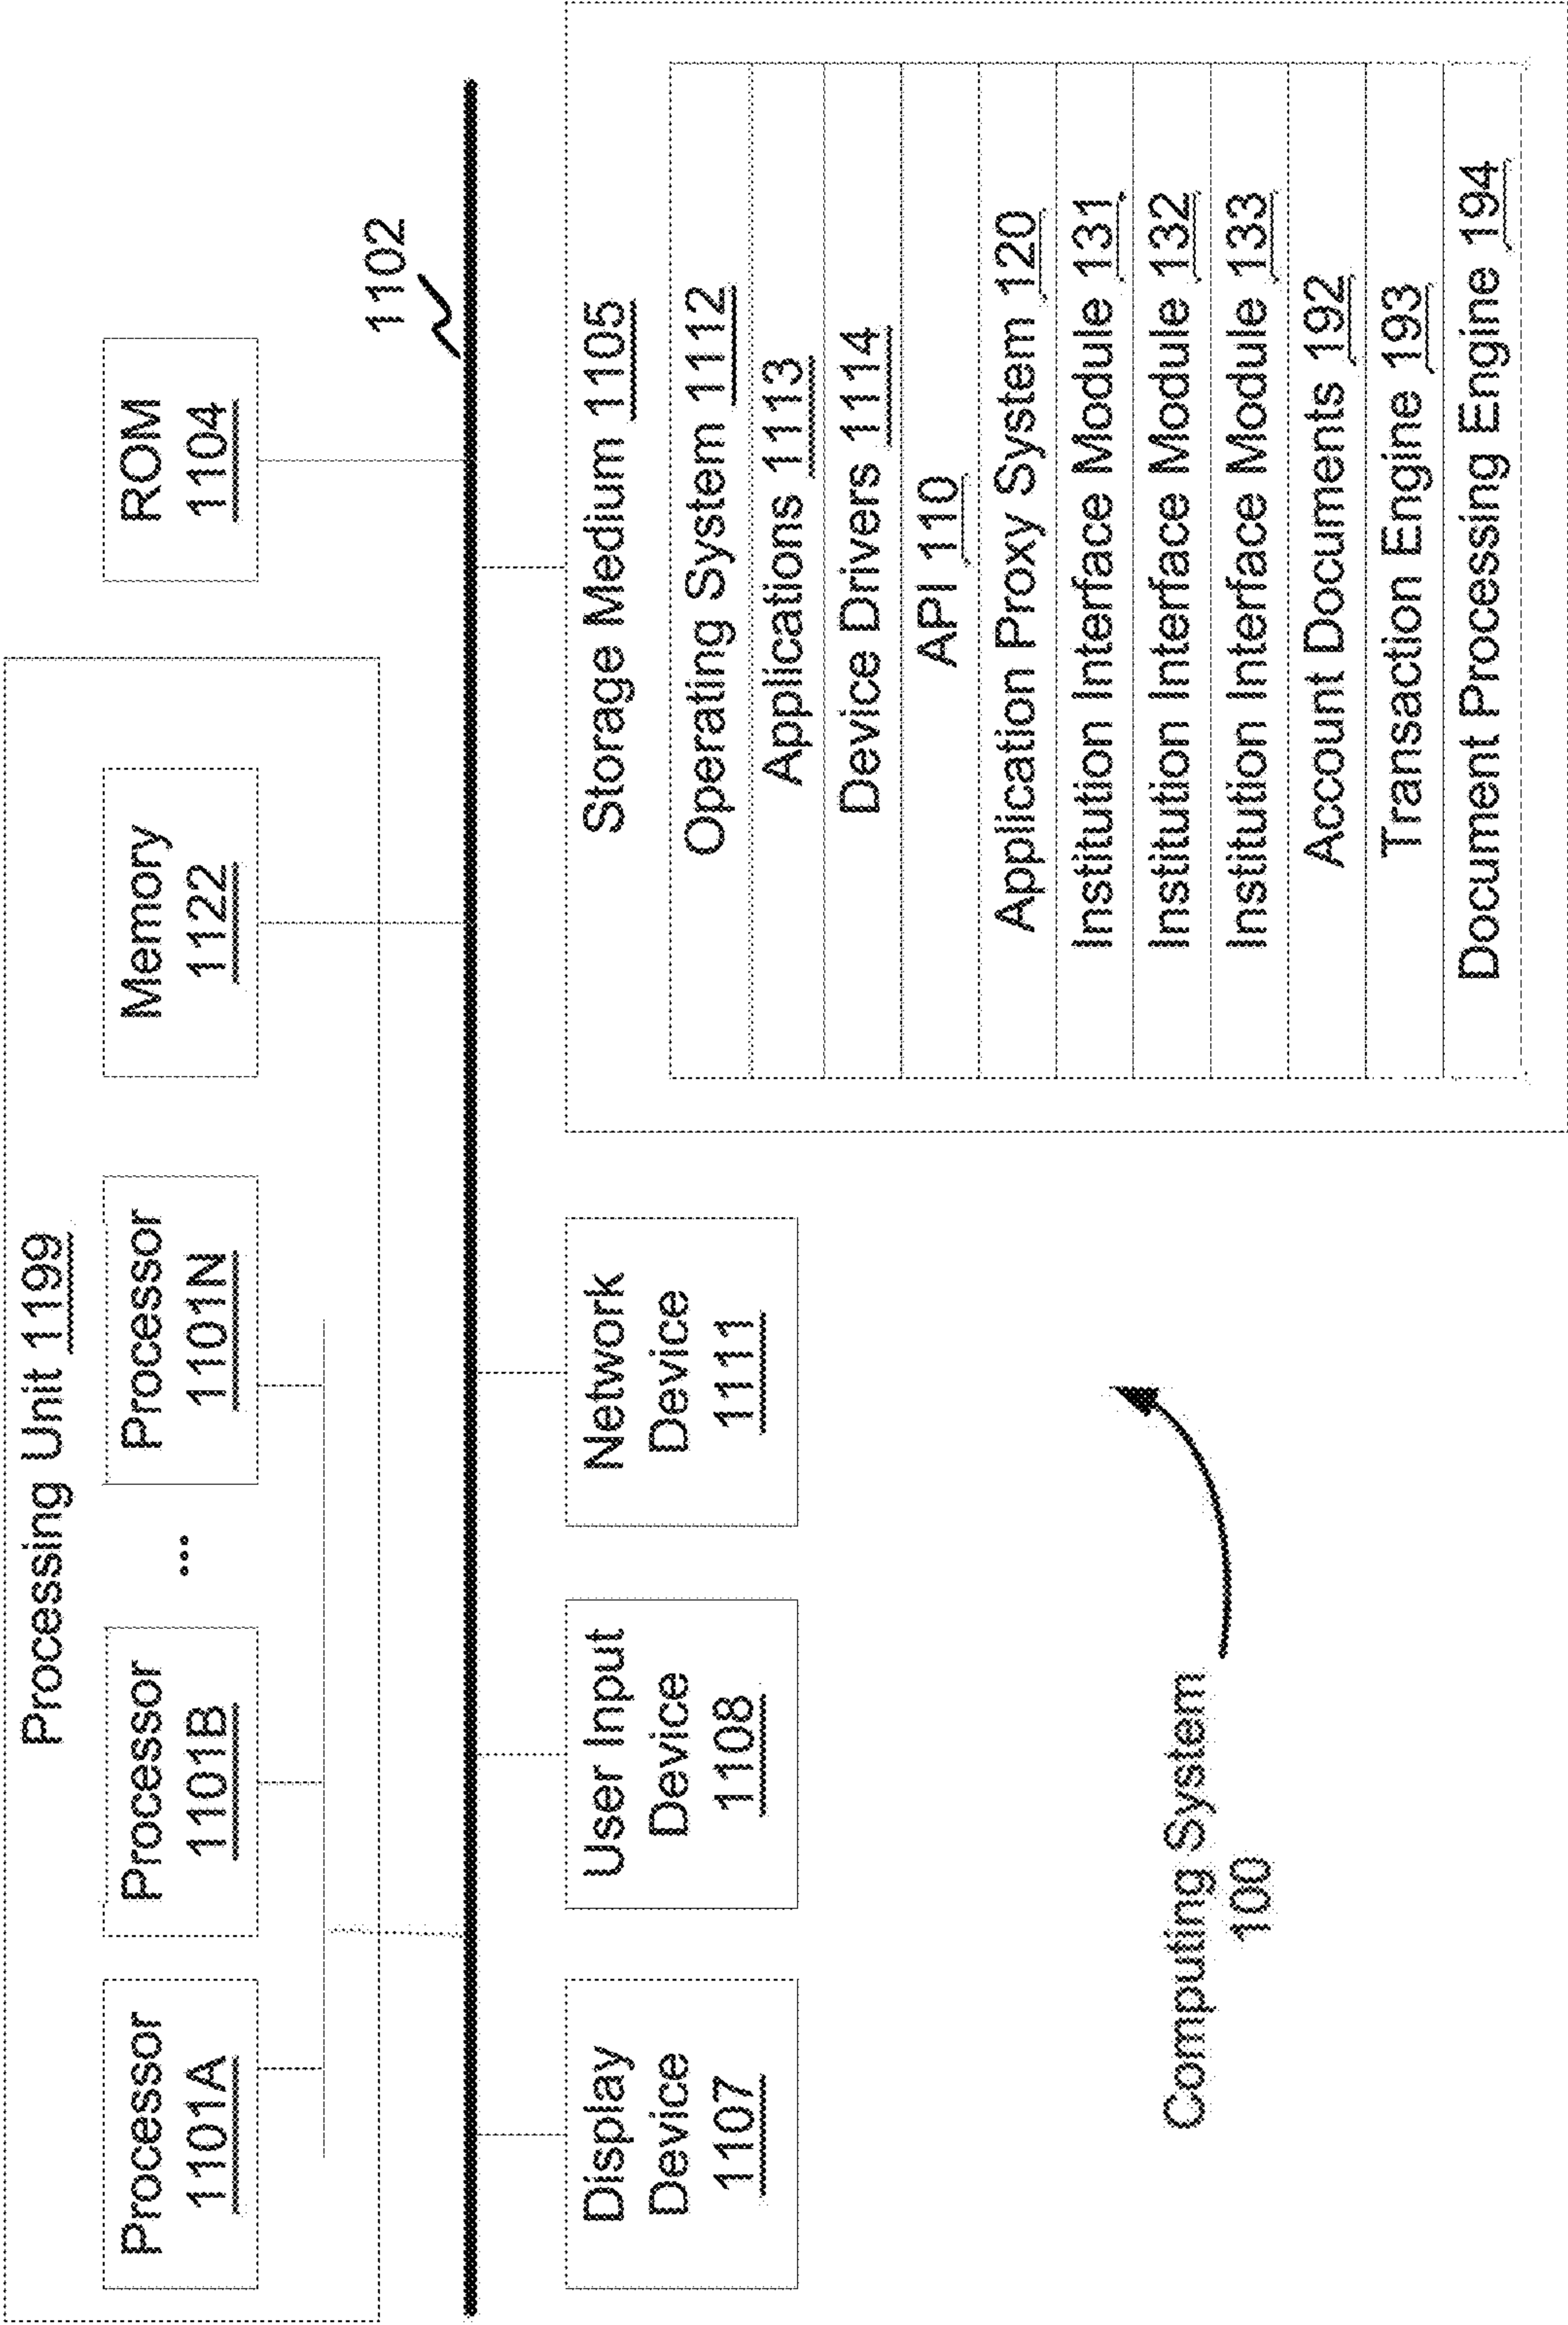 Processing Unit 1199
Processor
1101A
Processor
1101B
...
Processor
1101N
Memory
1122
ROM
1104
1102
Display
Device
1107
User Input
Device
1108
Network
Device
1111
Storage Medium 1105
Operating System 1112
Applications 1113
Device Drivers 1114
API 110
Application Proxy System 120
Institution Interface Module 131
Institution Interface Module 132
Institution Interface Module 133
Account Documents 192
Transaction Engine 193
Document Processing Engine 194
Computing System
100